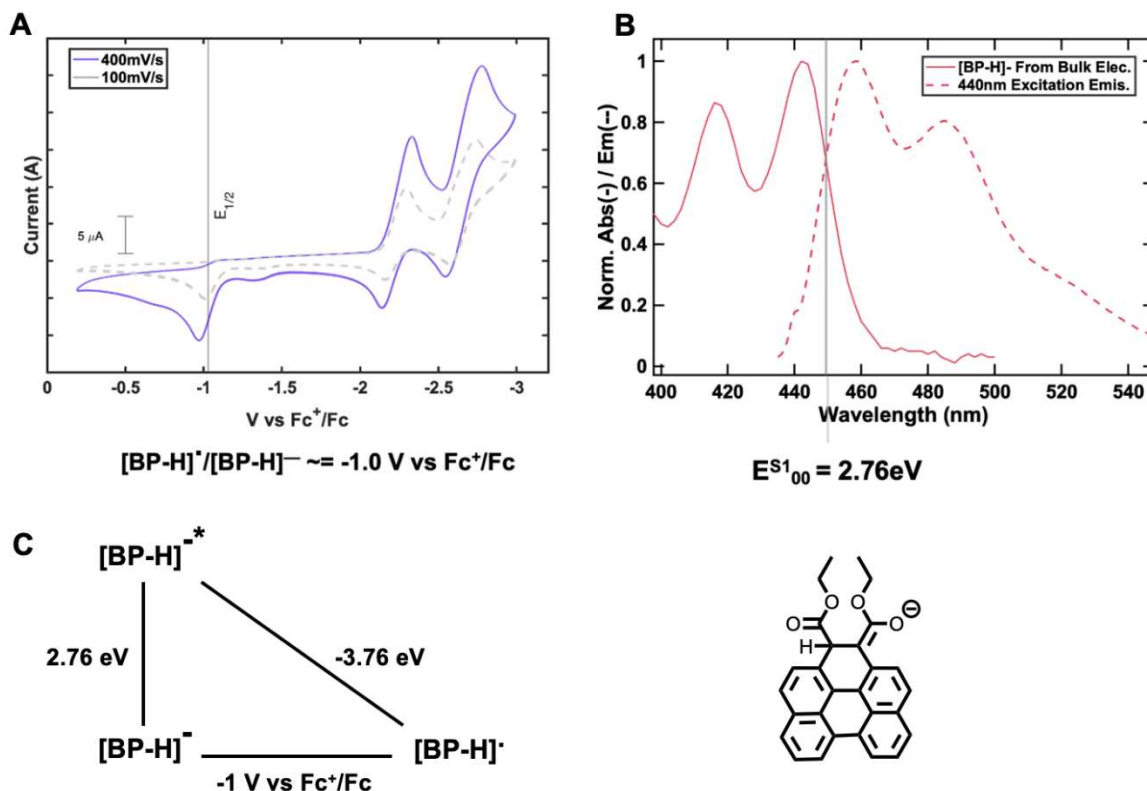 A
400mV/s
100mV/s
Current (A)
5 μA
E1/2
0 -0.5 -1 -1.5 -2 -2.5 -3
V vs Fc+/Fc
[BP-H]˙/[BP-H]— ~= -1.0 V vs Fc+/Fc
B
[BP-H]- From Bulk Elec.
440nm Excitation Emis.
Norm. Abs(-) / Em(--)
1
0.8
0.6
0.4
0.2
0
400 420 440 460 480 500 520 540
Wavelength (nm)
ES100 = 2.76eV
C
[BP-H]-*
2.76 eV
-3.76 eV
[BP-H]-
[BP-H]˙
-1 V vs Fc+/Fc
O O
O O ⊖
H